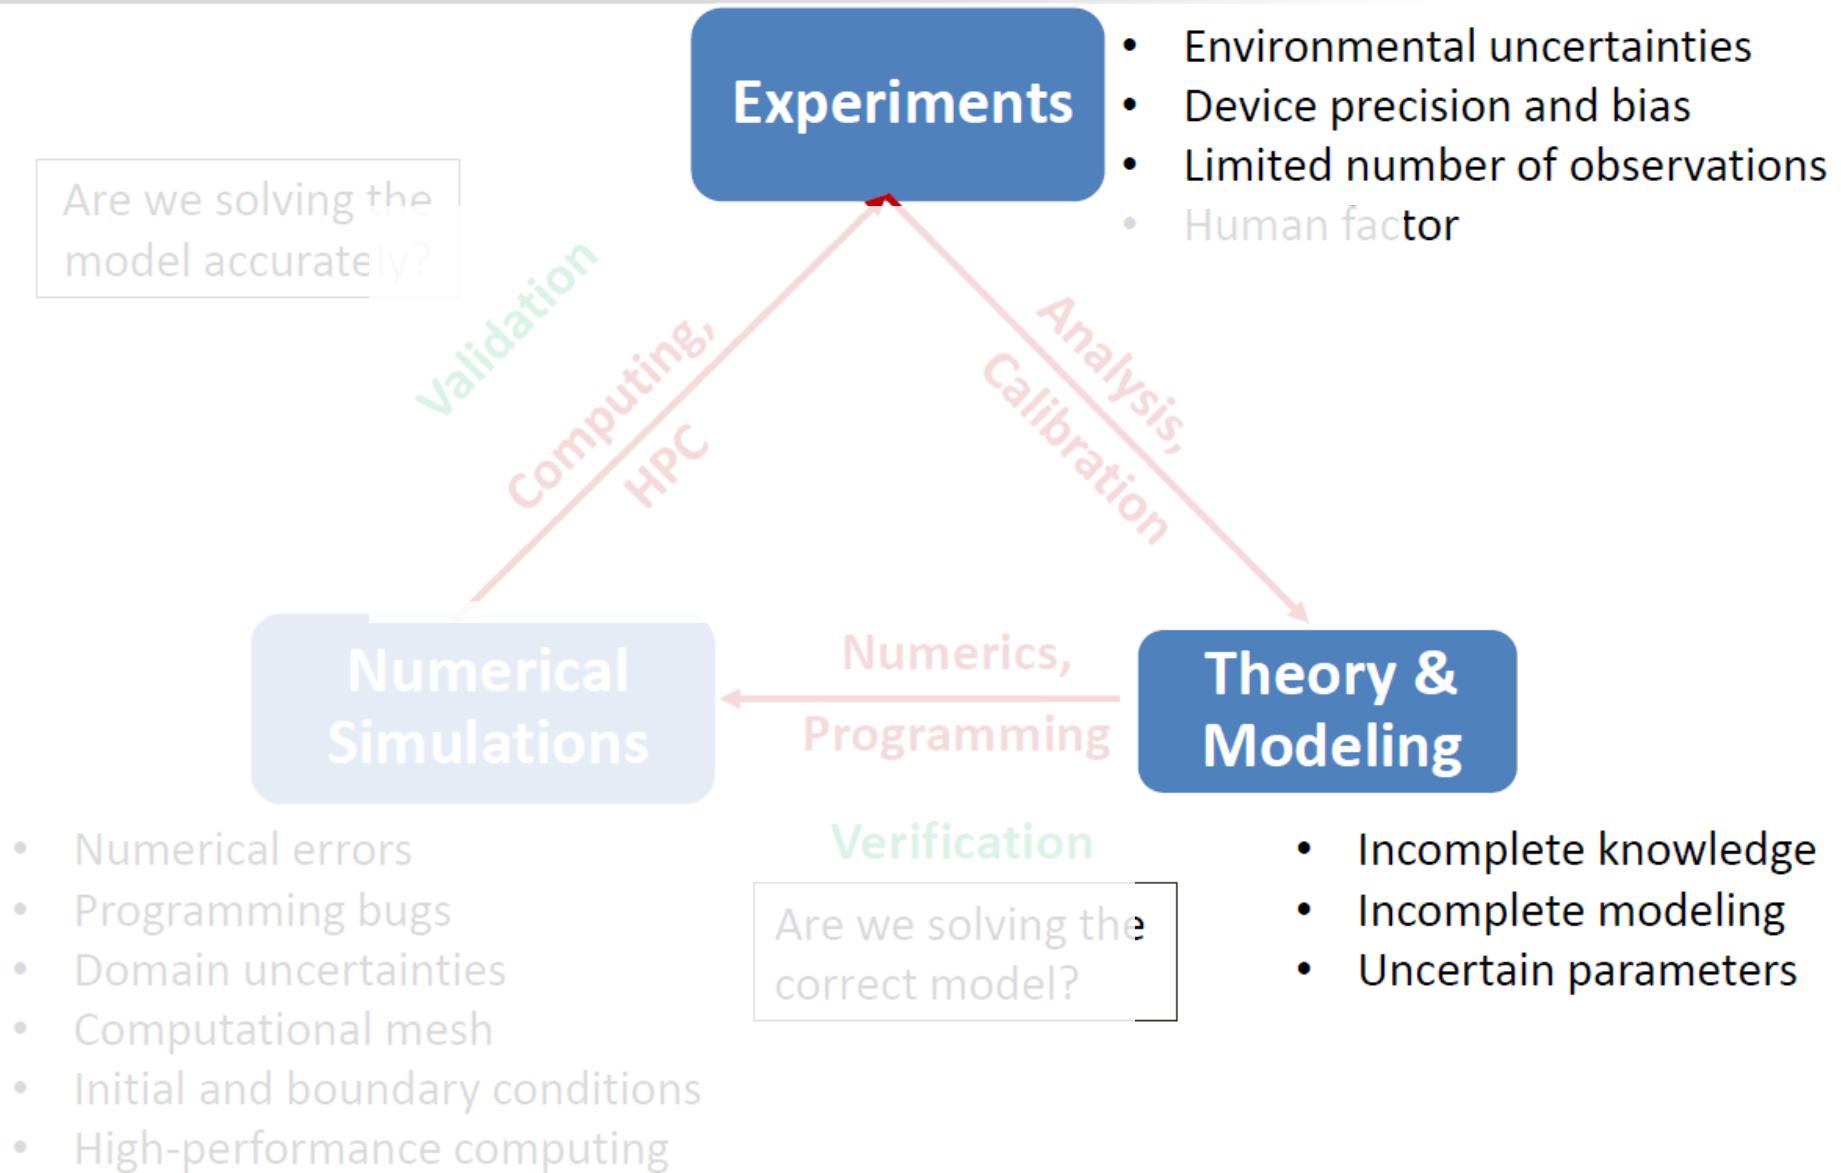 Experiments
• Environmental uncertainties
• Device precision and bias
• Limited number of observations
• Human factor
Are we solving the
model accurately?
Validation
Computing,
HPC
Analysis,
Calibration
Numerical
Simulations
Numerics,
Programming
Theory &
Modeling
• Numerical errors
• Programming bugs
• Domain uncertainties
• Computational mesh
• Initial and boundary conditions
• High-performance computing
Verification
Are we solving the
correct model?
• Incomplete knowledge
• Incomplete modeling
• Uncertain parameters